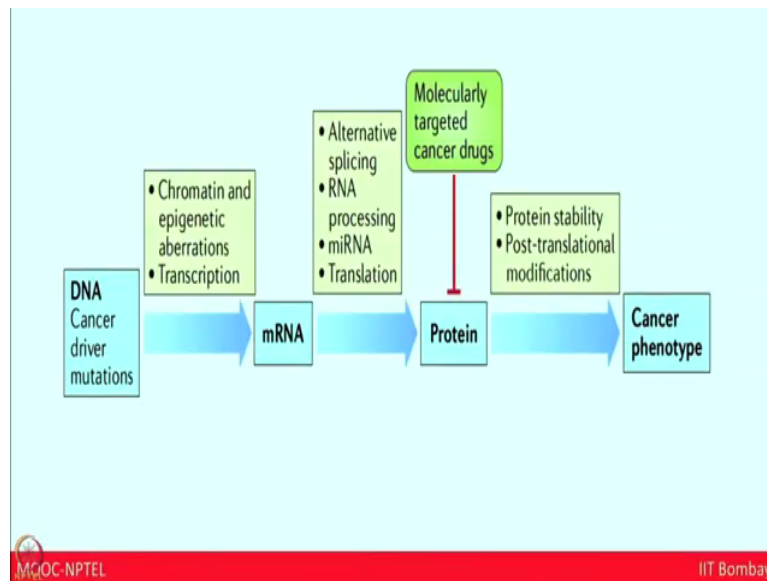 DNA
Cancer
driver
mutations
• Chromatin and
epigenetic
aberrations
• Transcription
mRNA
• Alternative
splicing
• RNA
processing
• miRNA
• Translation
Molecularly
targeted
cancer drugs
Protein
• Protein stability
• Post-translational
modifications
Cancer
phenotype
MOOC-NPTEL
NPTEL
IIT Bombay